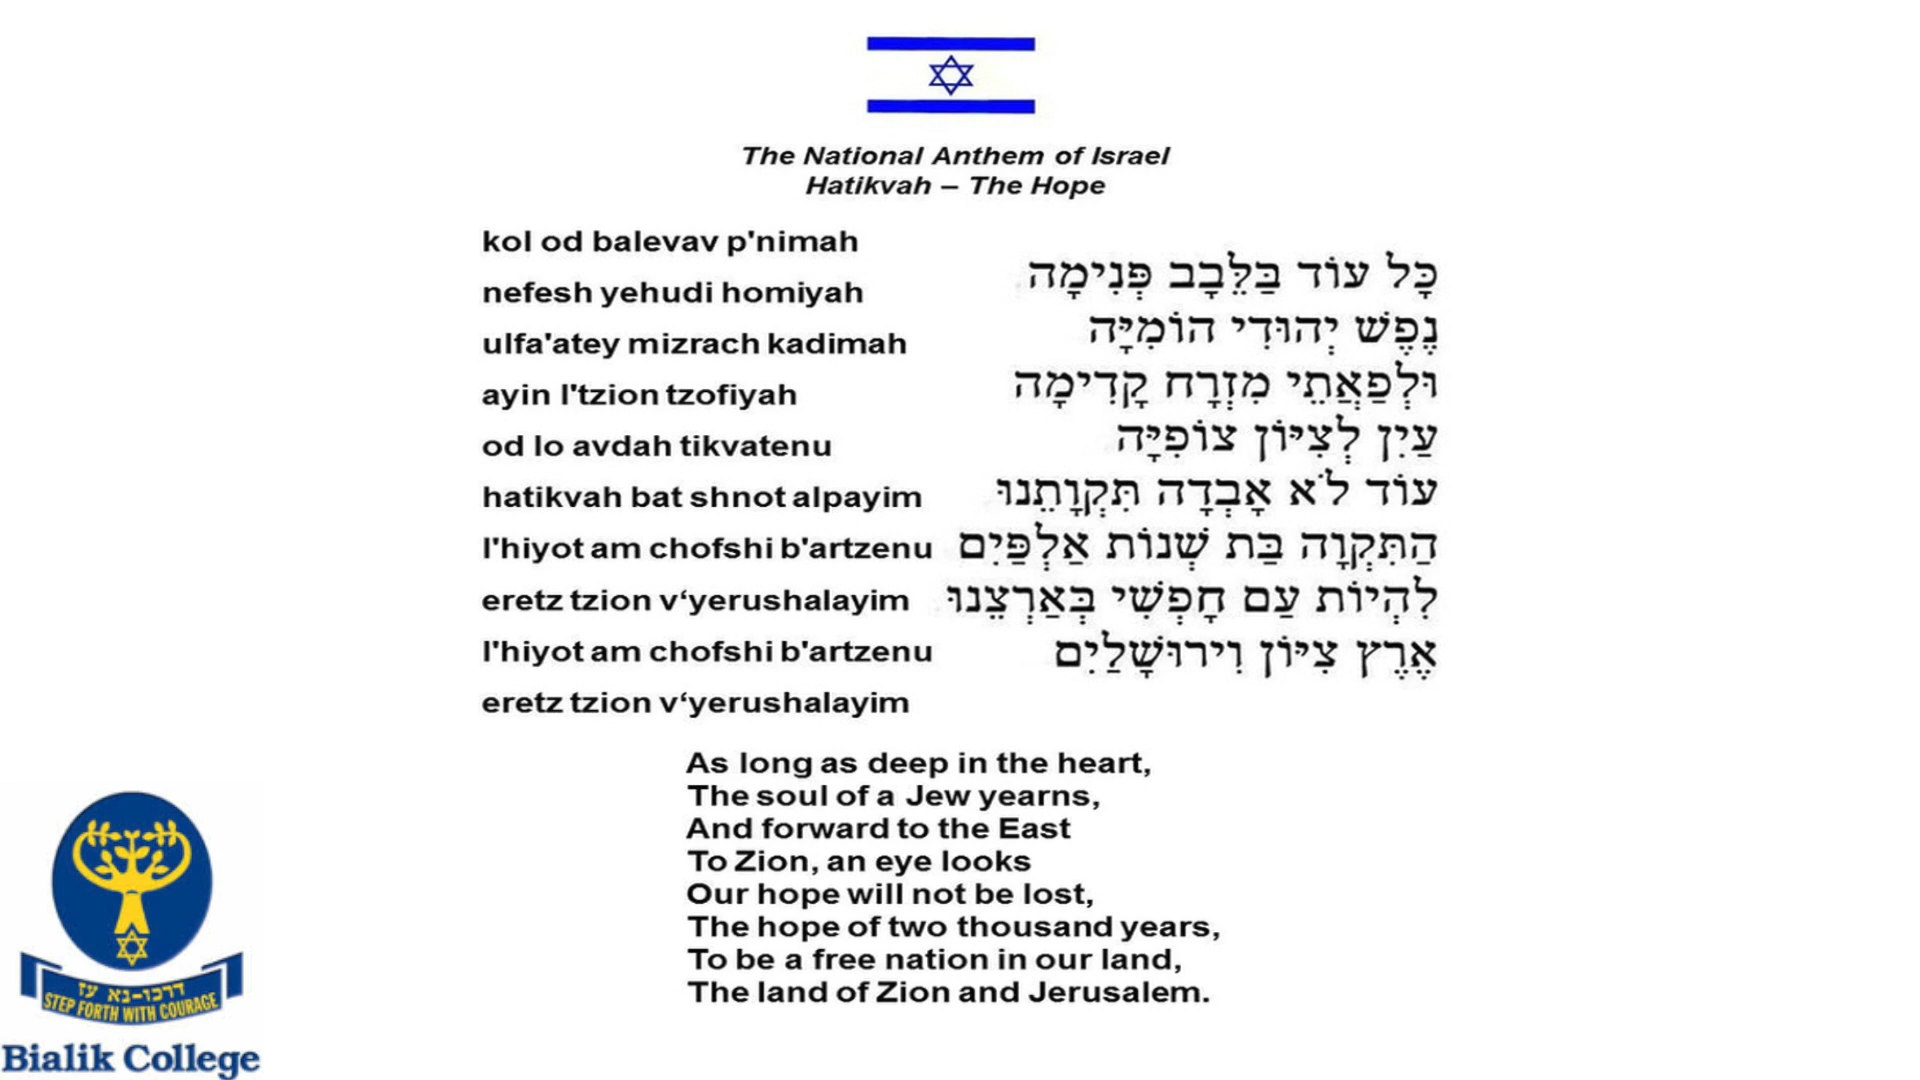 The National Anthem of Israel
Hatikvah – The Hope
kol od balevav p'nimah
nefesh yehudi homiyah
ulfa'atey mizrach kadimah
ayin l'tzion tzofiyah
od lo avdah tikvatenu
hatikvah bat shnot alpayim
l'hiyot am chofshi b'artzenu
eretz tzion v‘yerushalayim
l'hiyot am chofshi b'artzenu
eretz tzion v‘yerushalayim
כָּל עוֹד בַּלֵּבָב פְּנִימָה
נֶפֶשׁ יְהוּדִי הוֹמִיָּה
וּלְפַאֲתֵי מִזְרָח קָדִימָה
עַיִן לְצִיּוֹן צוֹפִיָּה
עוֹד לֹא אָבְדָה תִּקְוָתֵנוּ
הַתִּקְוָה בַּת שְׁנוֹת אַלְפַּיִם
לִהְיוֹת עַם חָפְשִׁי בְּאַרְצֵנוּ
אֶרֶץ צִיּוֹן וִירוּשָׁלַיִם
As long as deep in the heart,
The soul of a Jew yearns,
And forward to the East
To Zion, an eye looks
Our hope will not be lost,
The hope of two thousand years,
To be a free nation in our land,
The land of Zion and Jerusalem.
דרכו-נא עז
STEP FORTH WITH COURAGE
Bialik College